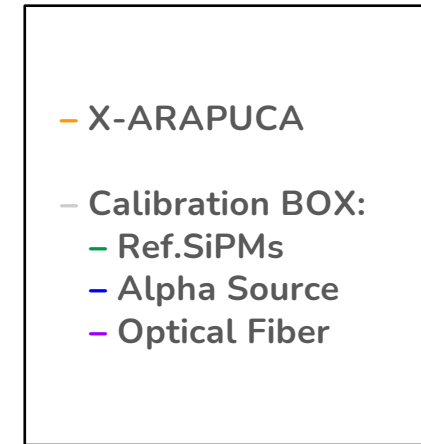 – X-ARAPUCA
– Calibration BOX:
– Ref.SiPMs
– Alpha Source
– Optical Fiber